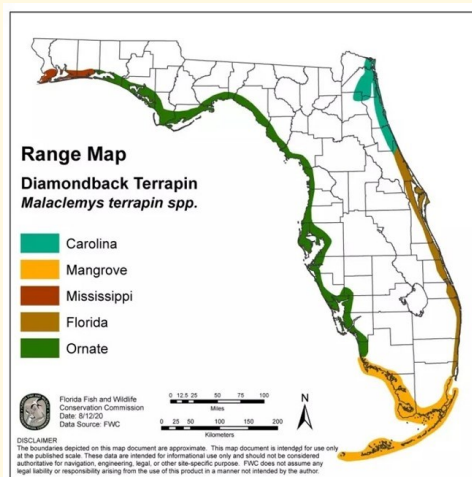 Range Map
Diamondback Terrapin
Malaclemys terrapin spp.
Carolina
Mangrove
Mississippi
Florida
Ornate
Florida Fish and Wildlife
Conservation Commission
Date: 8/12/20
Data Source: FWC
0 12.5 25 50 75 100
Miles
0 25 50 100 150 200
Kilometers
N
DISCLAIMER
The boundaries depicted on this map document are approximate. This map document is intended for use only
at the published scale. These data are intended for informational use only and should not be considered
authoritative for navigation, engineering, legal, or other site-specific purpose. FWC does not assume any
legal liability or responsibility arising from the use of this product in a manner not intended by the author.